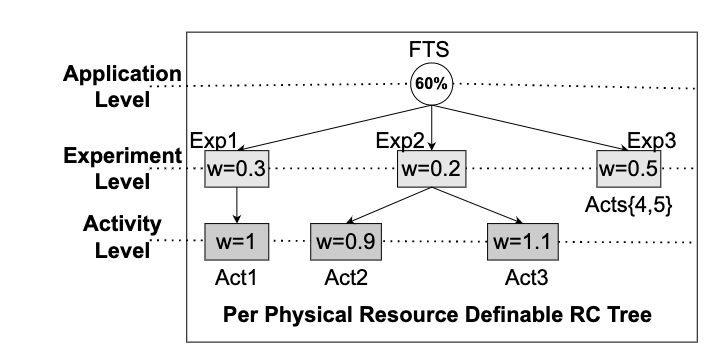 FTS
60%
Application
Level
Exp1
Exp2
Exp3
Experiment
Level
w=0.3
w=0.2
w=0.5
Acts{4,5}
Activity
Level
w=1
w=0.9
w=1.1
Act1
Act2
Act3
Per Physical Resource Definable RC Tree